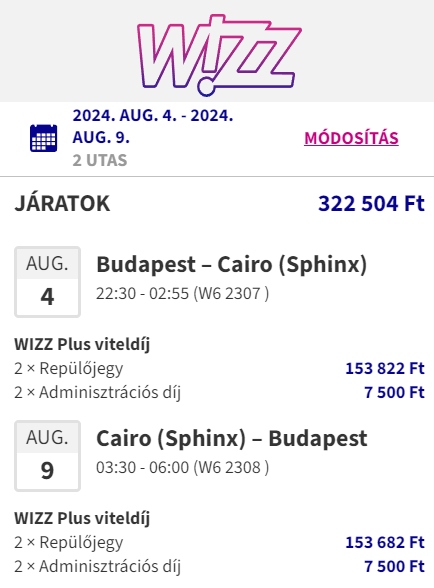 WIZZ
2024. AUG. 4. - 2024.
AUG. 9.
2 UTAS
MÓDOSÍTÁS
JÁRATOK
322 504 Ft
AUG.
4
Budapest – Cairo (Sphinx)
22:30 - 02:55 (W6 2307 )
WIZZ Plus viteldíj
2 × Repülőjegy
153 822 Ft
2 × Adminisztrációs díj
7 500 Ft
AUG.
9
Cairo (Sphinx) – Budapest
03:30 - 06:00 (W6 2308 )
WIZZ Plus viteldíj
2 × Repülőjegy
153 682 Ft
2 × Adminisztrációs díj
7 500 Ft